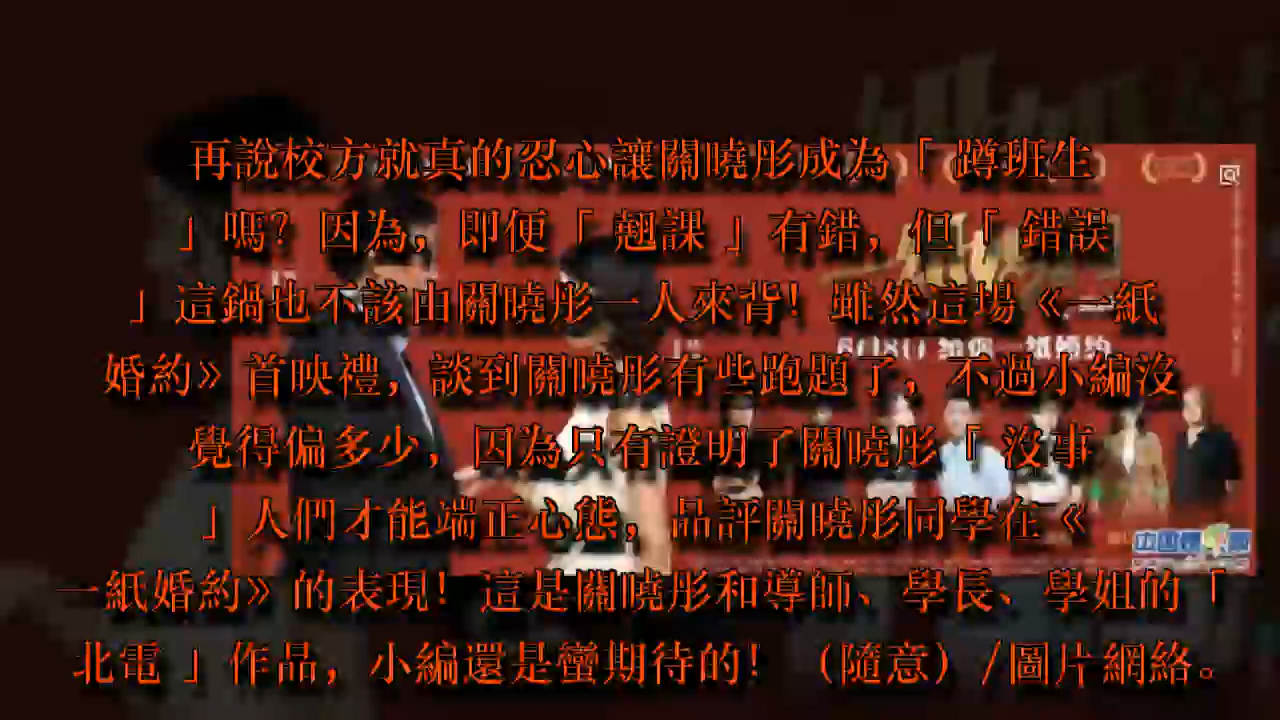 再說校方就真的忍心讓關曉彤成為「 蹲班生
」嗎？因為，即便「 翹課 」有錯，但「 錯誤
」這鍋也不該由關曉彤一人來背！雖然這場《一紙
婚約》首映禮，談到關曉彤有些跑題了，不過小編沒
覺得偏多少，因為只有證明了關曉彤「 沒事
」人們才能端正心態，品評關曉彤同學在《
一紙婚約》的表現！這是關曉彤和導師、學長、學姐的「
北電 」作品，小編還是蠻期待的！（隨意）/圖片網絡。